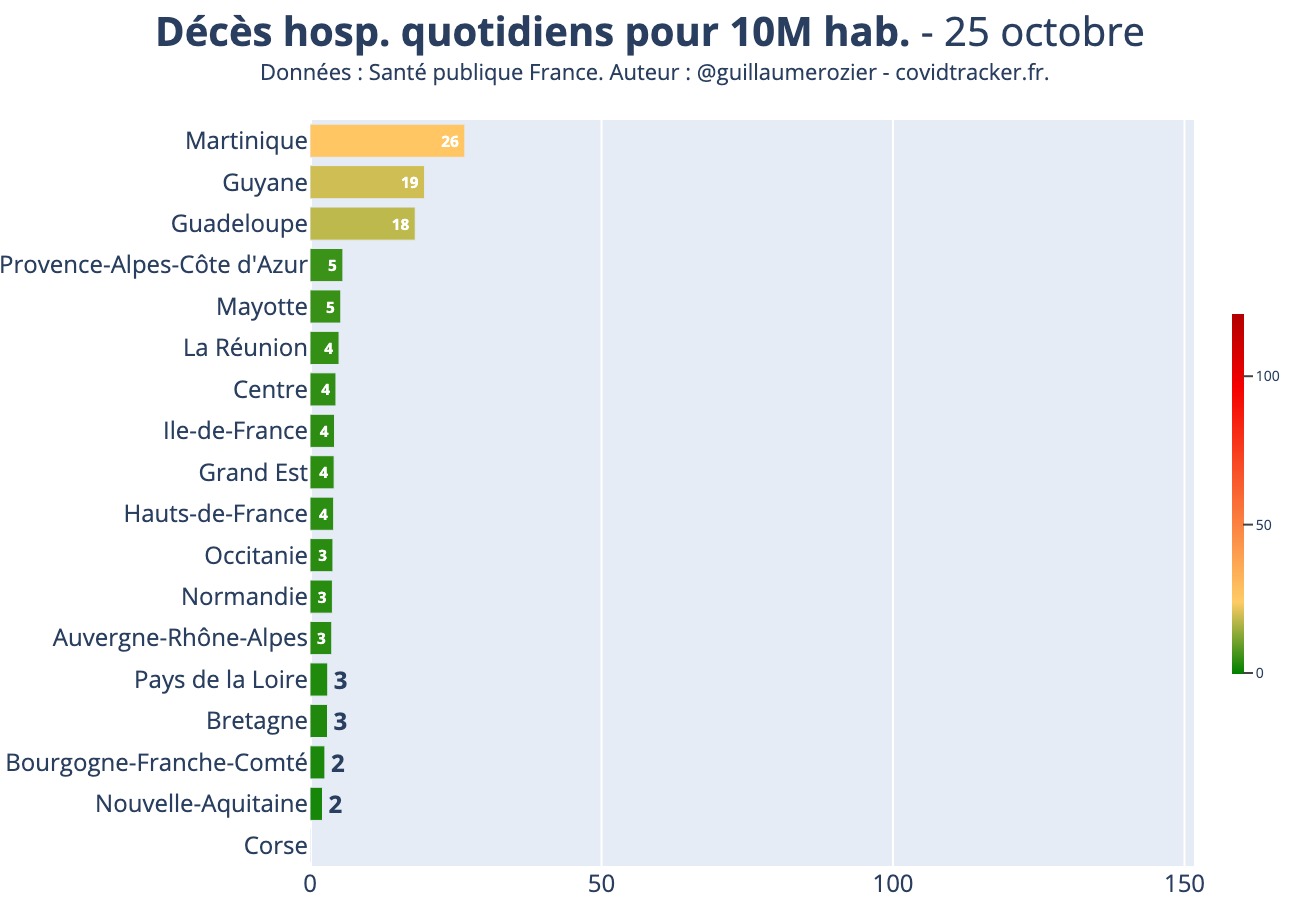 Décès hosp. quotidiens pour 10M hab. - 25 octobre
Données : Santé publique France. Auteur : @guillaumerozier - covidtracker.fr.
Martinique 26
Guyane 19
Guadeloupe 18
Provence-Alpes-Côte d'Azur 5
Mayotte 5
La Réunion 4
Centre 4
Ile-de-France 4
Grand Est 4
Hauts-de-France 4
Occitanie 3
Normandie 3
Auvergne-Rhône-Alpes 3
Pays de la Loire 3
Bretagne 3
Bourgogne-Franche-Comté 2
Nouvelle-Aquitaine 2
Corse
0 50 100 150
100
50
0